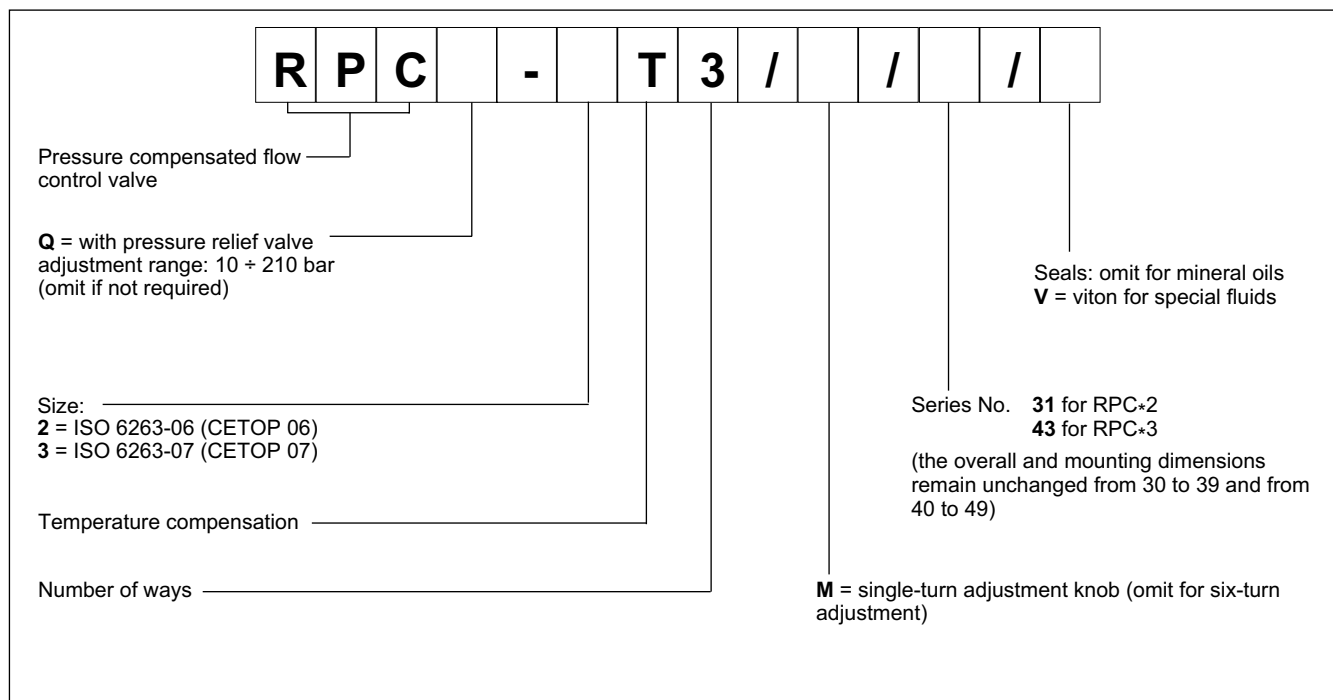 R P C - T 3 / / /
Pressure compensated flow
control valve
Q = with pressure relief valve
adjustment range: 10 ÷ 210 bar
(omit if not required)
Seals: omit for mineral oils
V = viton for special fluids
Size:
2 = ISO 6263-06 (CETOP 06)
3 = ISO 6263-07 (CETOP 07)
Series No. 31 for RPC*2
43 for RPC*3
(the overall and mounting dimensions
remain unchanged from 30 to 39 and from
40 to 49)
Temperature compensation
Number of ways
M = single-turn adjustment knob (omit for six-turn
adjustment)